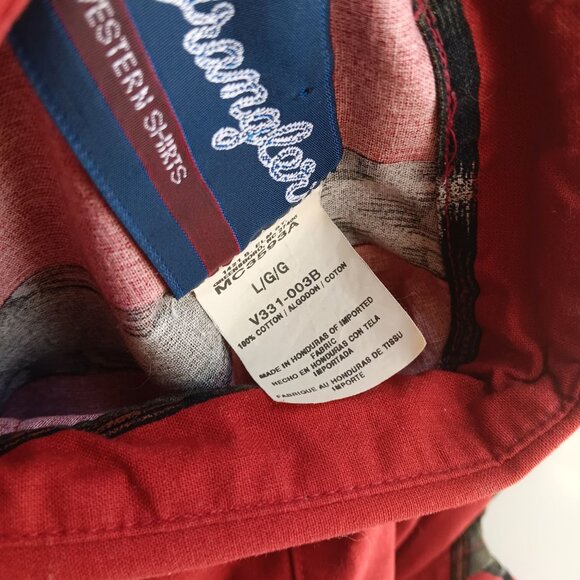 Wrangler
WESTERN SHIRTS
MC3593A
L/G/G
V331-003B
100% COTTON / ALGODON / COTON
MADE IN HONDURAS OF IMPORTED
FABRIC
HECHO EN HONDURAS CON TELA
IMPORTADA
FABRIQUE AU HONDURAS DE TISSU
IMPORTE